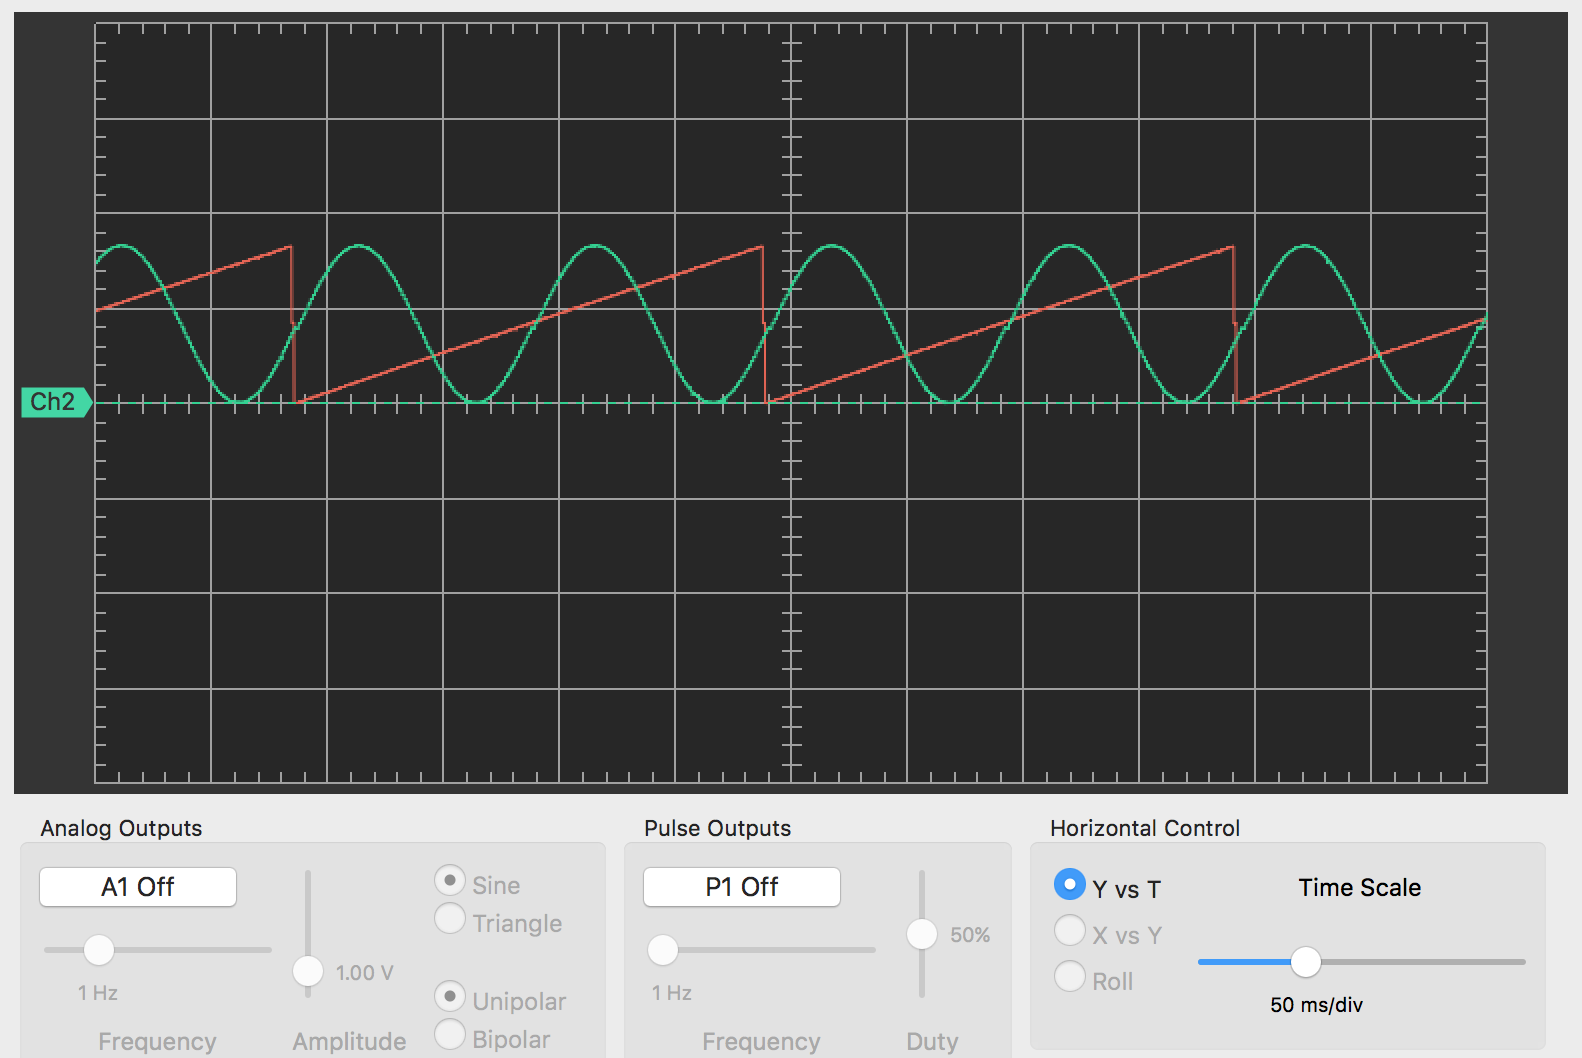 Ch2
Analog Outputs
A1 Off
Sine
Triangle
1.00 V
1 Hz
Unipolar
Bipolar
Frequency
Amplitude
Pulse Outputs
P1 Off
50%
1 Hz
Frequency
Duty
Horizontal Control
Y vs T
Time Scale
X vs Y
Roll
50 ms/div